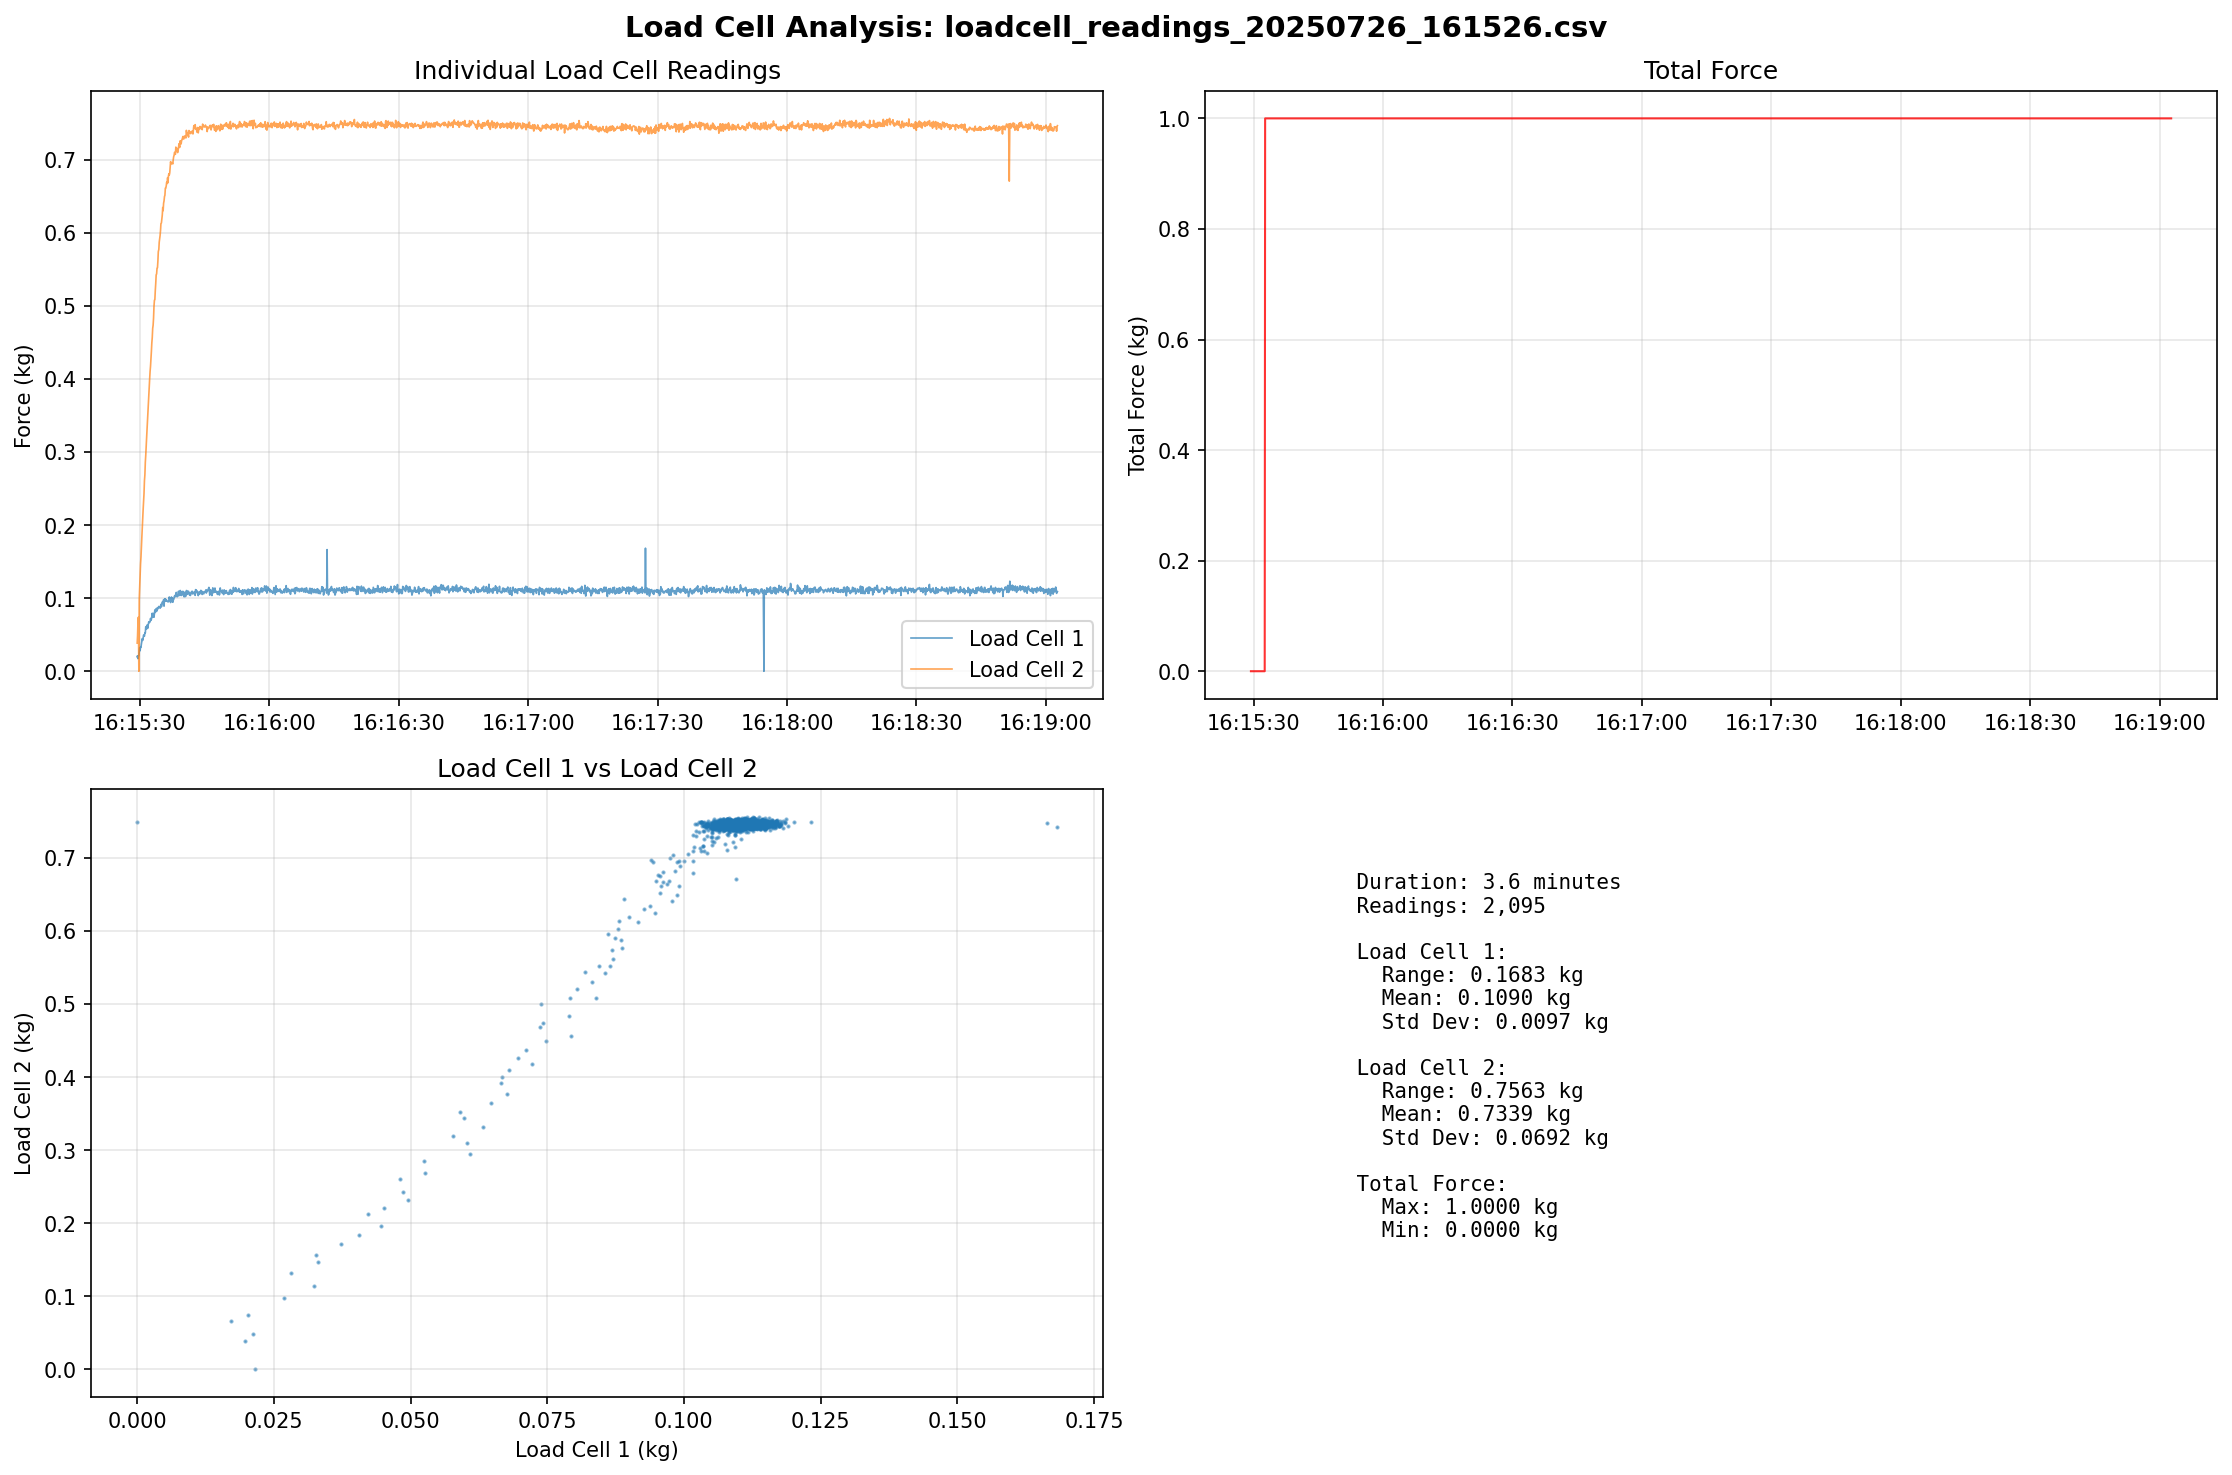 Load Cell Analysis: loadcell_readings_20250726_161526.csv
Individual Load Cell Readings
Force (kg)
0.7
0.6
0.5
0.4
0.3
0.2
0.1
0.0
Load Cell 1
Load Cell 2
16:15:30 16:16:00 16:16:30 16:17:00 16:17:30 16:18:00 16:18:30 16:19:00
Total Force
Total Force (kg)
1.0
0.8
0.6
0.4
0.2
0.0
16:15:30 16:16:00 16:16:30 16:17:00 16:17:30 16:18:00 16:18:30 16:19:00
Load Cell 1 vs Load Cell 2
Load Cell 2 (kg)
0.7
0.6
0.5
0.4
0.3
0.2
0.1
0.0
0.000 0.025 0.050 0.075 0.100 0.125 0.150 0.175
Load Cell 1 (kg)
Duration: 3.6 minutes
Readings: 2,095
Load Cell 1:
Range: 0.1683 kg
Mean: 0.1090 kg
Std Dev: 0.0097 kg
Load Cell 2:
Range: 0.7563 kg
Mean: 0.7339 kg
Std Dev: 0.0692 kg
Total Force:
Max: 1.0000 kg
Min: 0.0000 kg